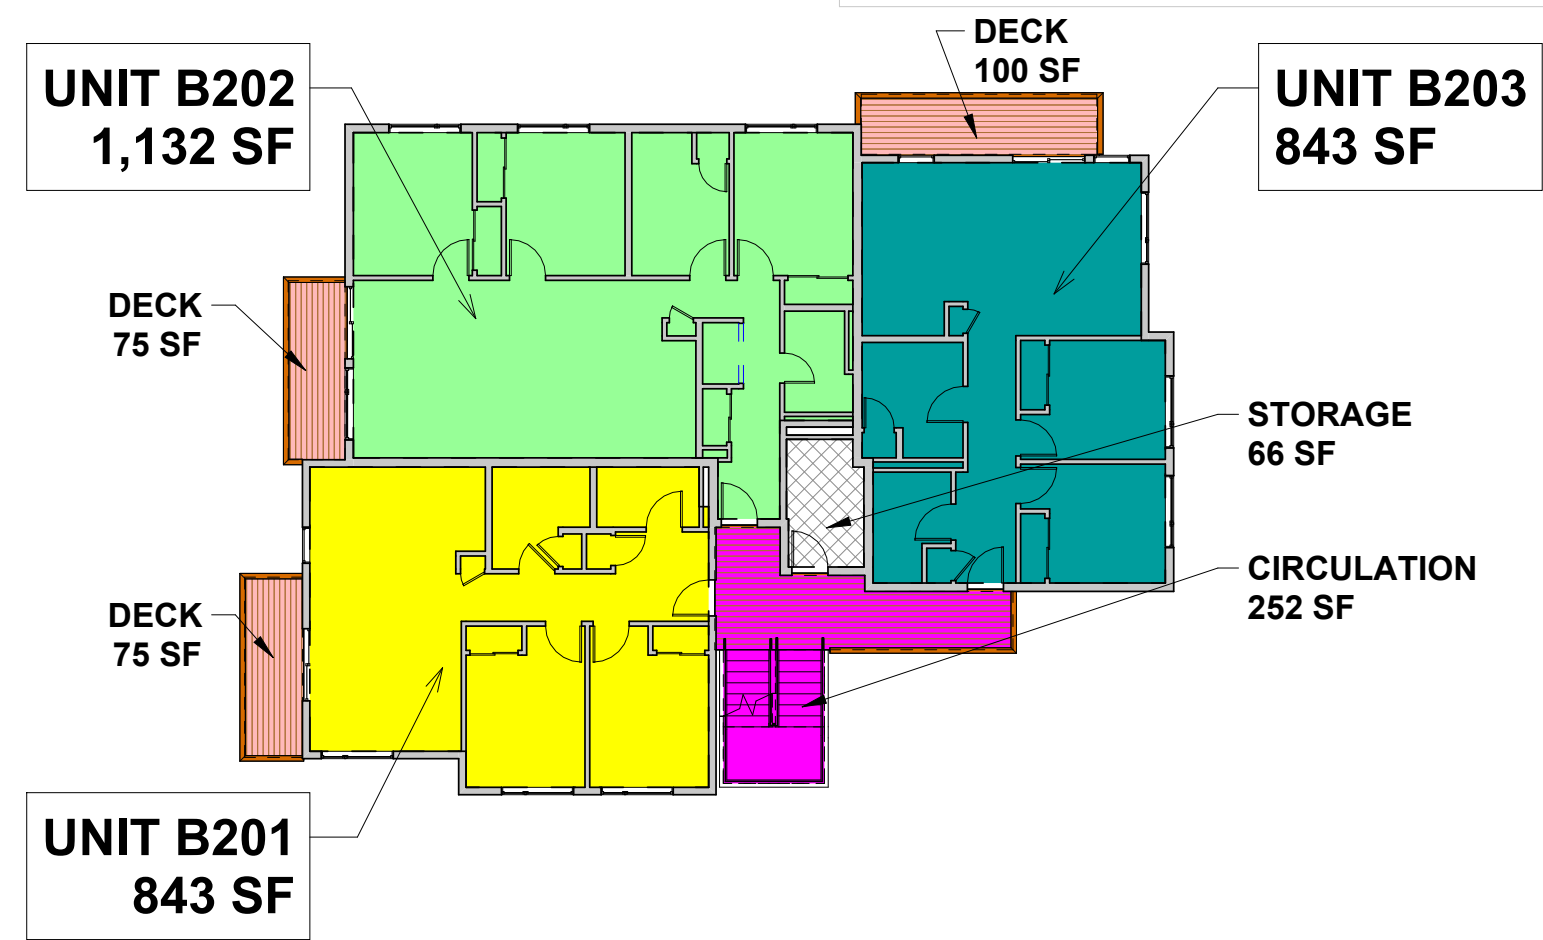 DECK
100 SF
UNIT B202
1,132 SF
UNIT B203
843 SF
DECK
75 SF
STORAGE
66 SF
CIRCULATION
252 SF
DECK
75 SF
UNIT B201
843 SF